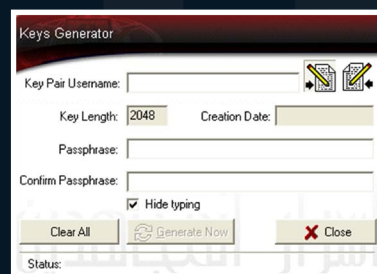 Keys Generator
Key Pair Username:
Key Length: 2048 Creation Date:
Passphrase:
Confirm Passphrase:
Hide typing
Clear All Generate Now Close
Status: